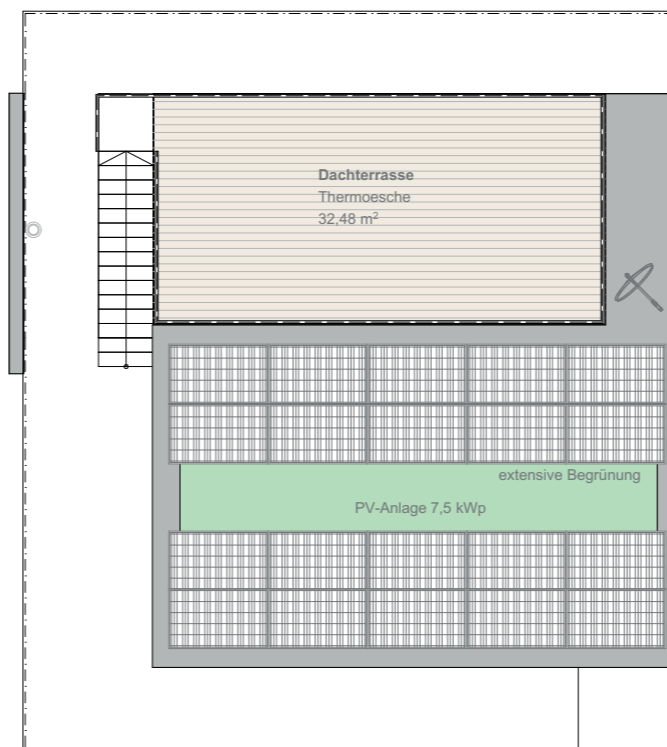 Dachterrasse
Thermoesche
32,48 m²
extensive Begrünung
PV-Anlage 7,5 kWp